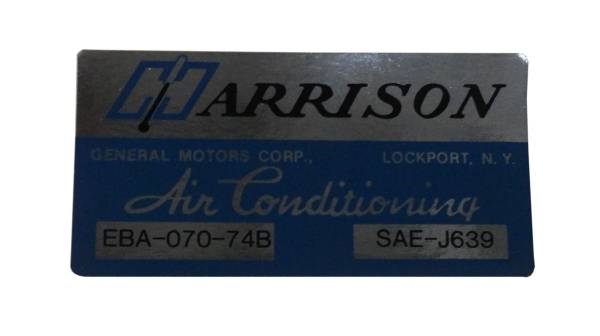 HARRISON
GENERAL MOTORS CORP., LOCKPORT, N. Y.
Air Conditioning
EBA-070-74B SAE-J639